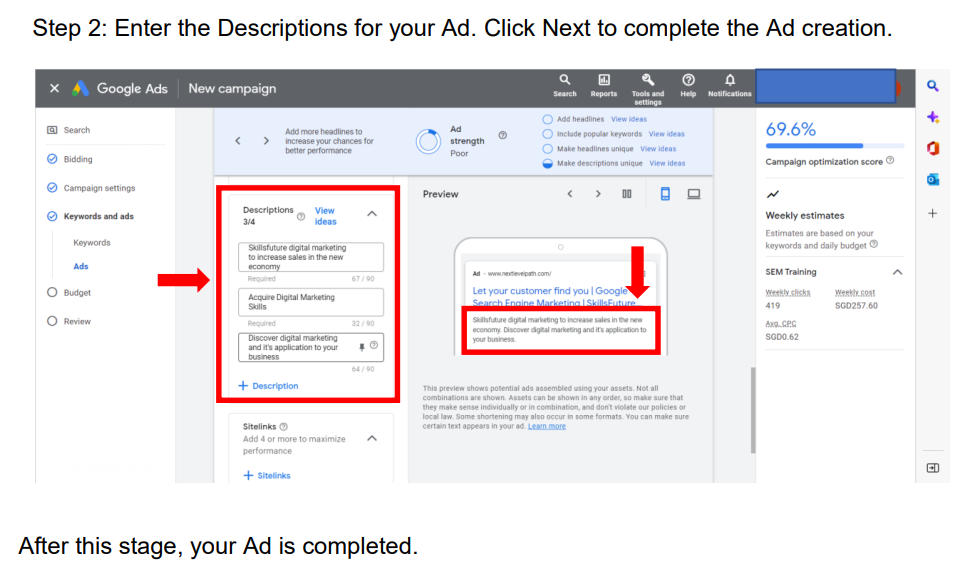 Step 2: Enter the Descriptions for your Ad. Click Next to complete the Ad creation.
Google Ads
New campaign
Search
Reports
Tools and
settings
Help
Notifications
Search
Bidding
Campaign settings
Keywords and ads
Keywords
Ads
Budget
Review
Add more headlines to
increase your chances for
better performance
Ad
strength
Poor
Add headlines View ideas
Include popular keywords View ideas
Make headlines unique View ideas
Make descriptions unique View ideas
Descriptions
3/4
View
ideas
Skillsfuture digital marketing
to increase sales in the new
economy
Required 67 / 90
Acquire Digital Marketing
Skills
Required 32 / 90
Discover digital marketing
and it's application to your
business
64 / 90
+ Description
Sitelinks
Add 4 or more to maximize
performance
+ Sitelinks
Preview
Ad · www.nextlevelpath.com/
Let your customer find you | Google
Search Engine Marketing | SkillsFuture
Skillsfuture digital marketing to increase sales in the new
economy. Discover digital marketing and it's application to
your business.
This preview shows potential ads assembled using your assets. Not all
combinations are shown. Assets can be shown in any order, so make sure that
they make sense individually or in combination, and don't violate our policies or
local law. Some shortening may also occur in some formats. You can make sure
certain text appears in your ad. Learn more
69.6%
Campaign optimization score
Weekly estimates
Estimates are based on your
keywords and daily budget
SEM Training
Weekly clicks Weekly cost
419 SGD257.60
Avg. CPC
SGD0.62
After this stage, your Ad is completed.